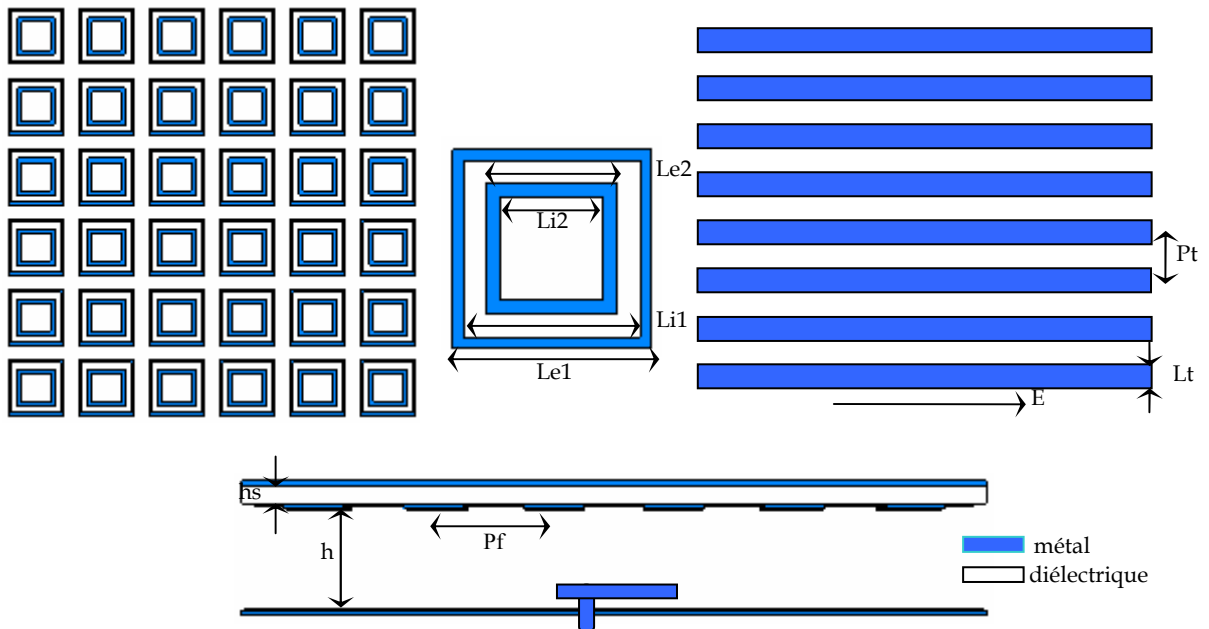 Le2
Li2
Li1
Le1
Pt
Lt
E
hs
h
Pf
métal
diélectrique